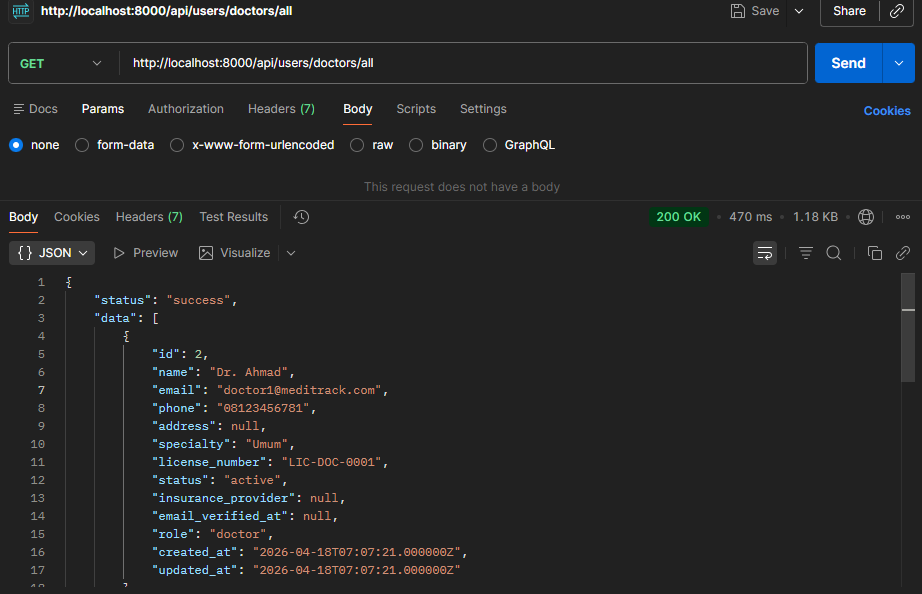 HTTP http://localhost:8000/api/users/doctors/all Save Share
GET http://localhost:8000/api/users/doctors/all Send
Docs Params Authorization Headers (7) Body Scripts Settings Cookies
none form-data x-www-form-urlencoded raw binary GraphQL
This request does not have a body
Body Cookies Headers (7) Test Results 200 OK • 470 ms • 1.18 KB •
{} JSON Preview Visualize
1 {
2 "status": "success",
3 "data": [
4 {
5 "id": 2,
6 "name": "Dr. Ahmad",
7 "email": "doctor1@meditrack.com",
8 "phone": "08123456781",
9 "address": null,
10 "specialty": "Umum",
11 "license_number": "LIC-DOC-0001",
12 "status": "active",
13 "insurance_provider": null,
14 "email_verified_at": null,
15 "role": "doctor",
16 "created_at": "2026-04-18T07:07:21.000000Z",
17 "updated_at": "2026-04-18T07:07:21.000000Z"